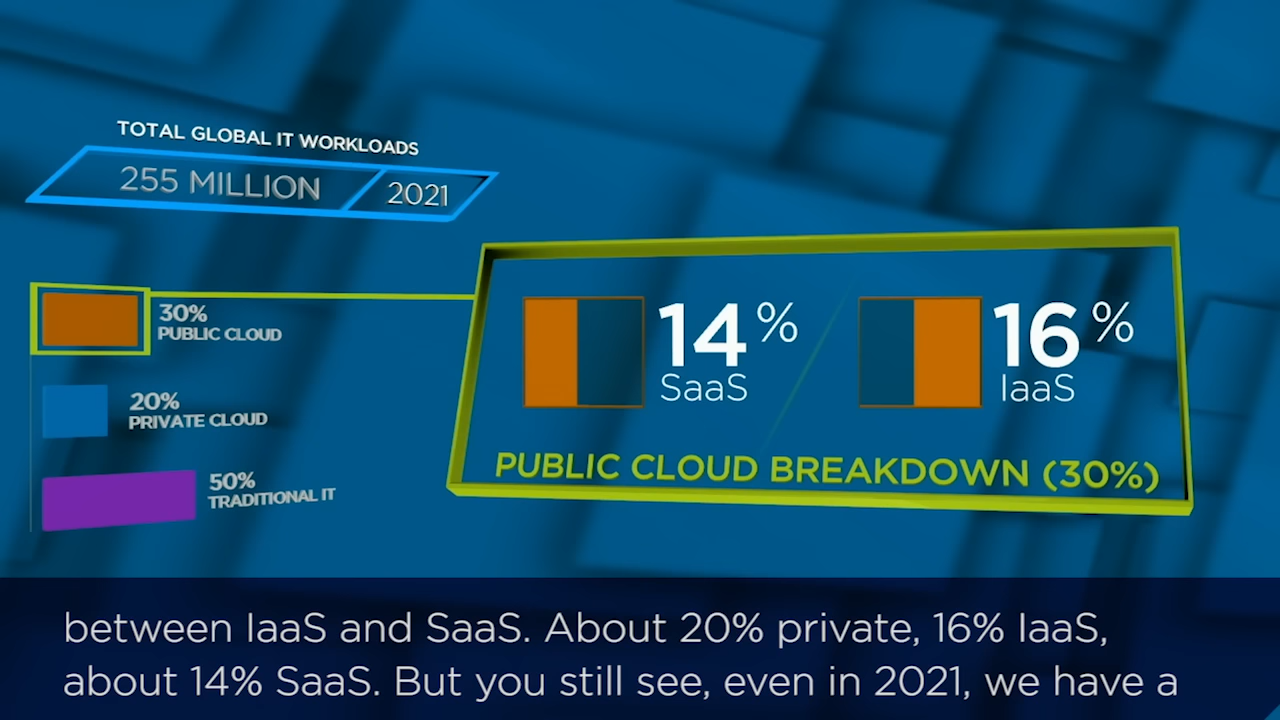 TOTAL GLOBAL IT WORKLOADS
255 MILLION 2021
30%
PUBLIC CLOUD
20%
PRIVATE CLOUD
50%
TRADITIONAL IT
14% 16%
SaaS IaaS
PUBLIC CLOUD BREAKDOWN (30%)
between IaaS and SaaS. About 20% private, 16% IaaS,
about 14% SaaS. But you still see, even in 2021, we have a